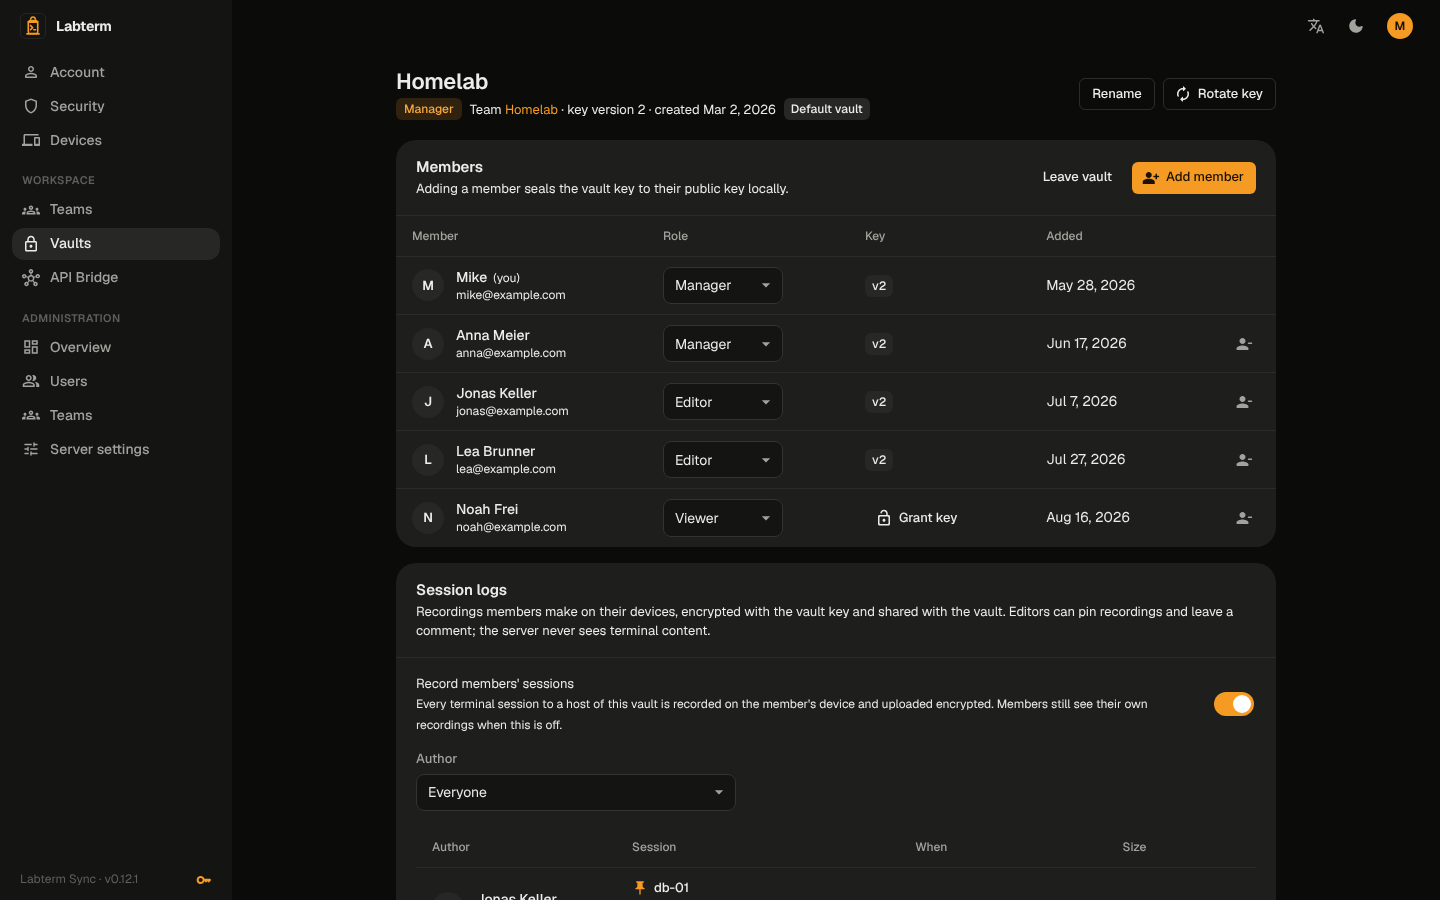 Labterm
M
Account
Security
Devices
WORKSPACE
Teams
Vaults
API Bridge
ADMINISTRATION
Overview
Users
Teams
Server settings
Labterm Sync · v0.12.1
Homelab
Manager Team Homelab · key version 2 · created Mar 2, 2026 Default vault
Rename Rotate key
Members
Adding a member seals the vault key to their public key locally.
Leave vault Add member
Member Role Key Added
M Mike (you) Manager v2 May 28, 2026
mike@example.com
A Anna Meier Manager v2 Jun 17, 2026
anna@example.com
J Jonas Keller Editor v2 Jul 7, 2026
jonas@example.com
L Lea Brunner Editor v2 Jul 27, 2026
lea@example.com
N Noah Frei Viewer Grant key Aug 16, 2026
noah@example.com
Session logs
Recordings members make on their devices, encrypted with the vault key and shared with the vault. Editors can pin recordings and leave a
comment; the server never sees terminal content.
Record members' sessions
Every terminal session to a host of this vault is recorded on the member's device and uploaded encrypted. Members still see their own
recordings when this is off.
Author
Everyone
Author Session When Size
db-01
Jonas Keller